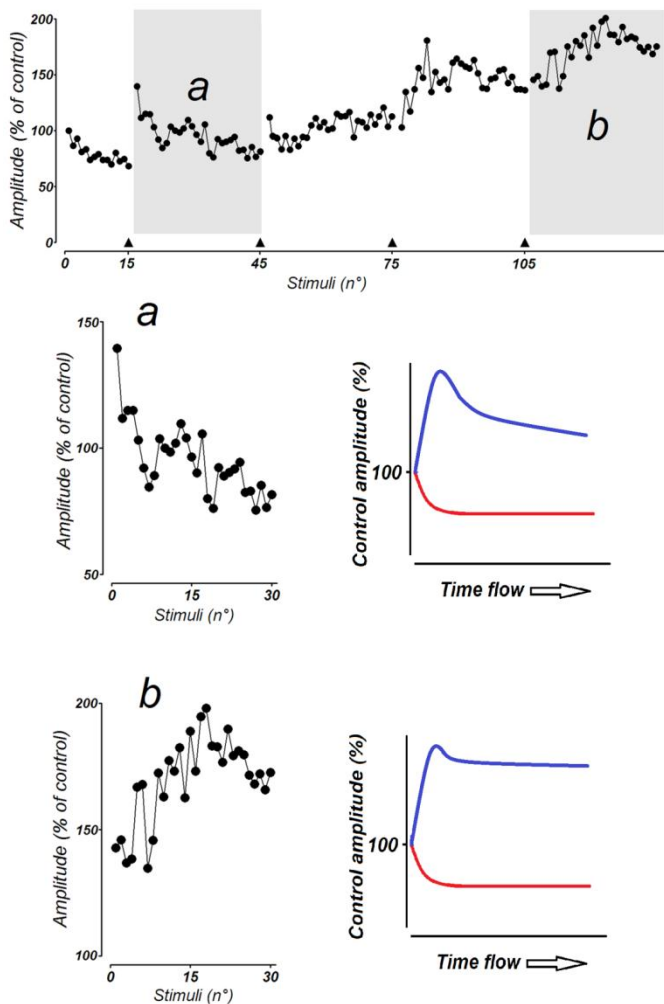 200
150
100
50
0
Amplitude (% of control)
a
b
0
15
45
75
105
Stimuli (n°)
a
150
100
50
Amplitude (% of control)
0
15
30
Stimuli (n°)
Control amplitude (%)
100
Time flow
b
200
150
100
Amplitude (% of control)
0
15
30
Stimuli (n°)
Control amplitude (%)
100
Time flow